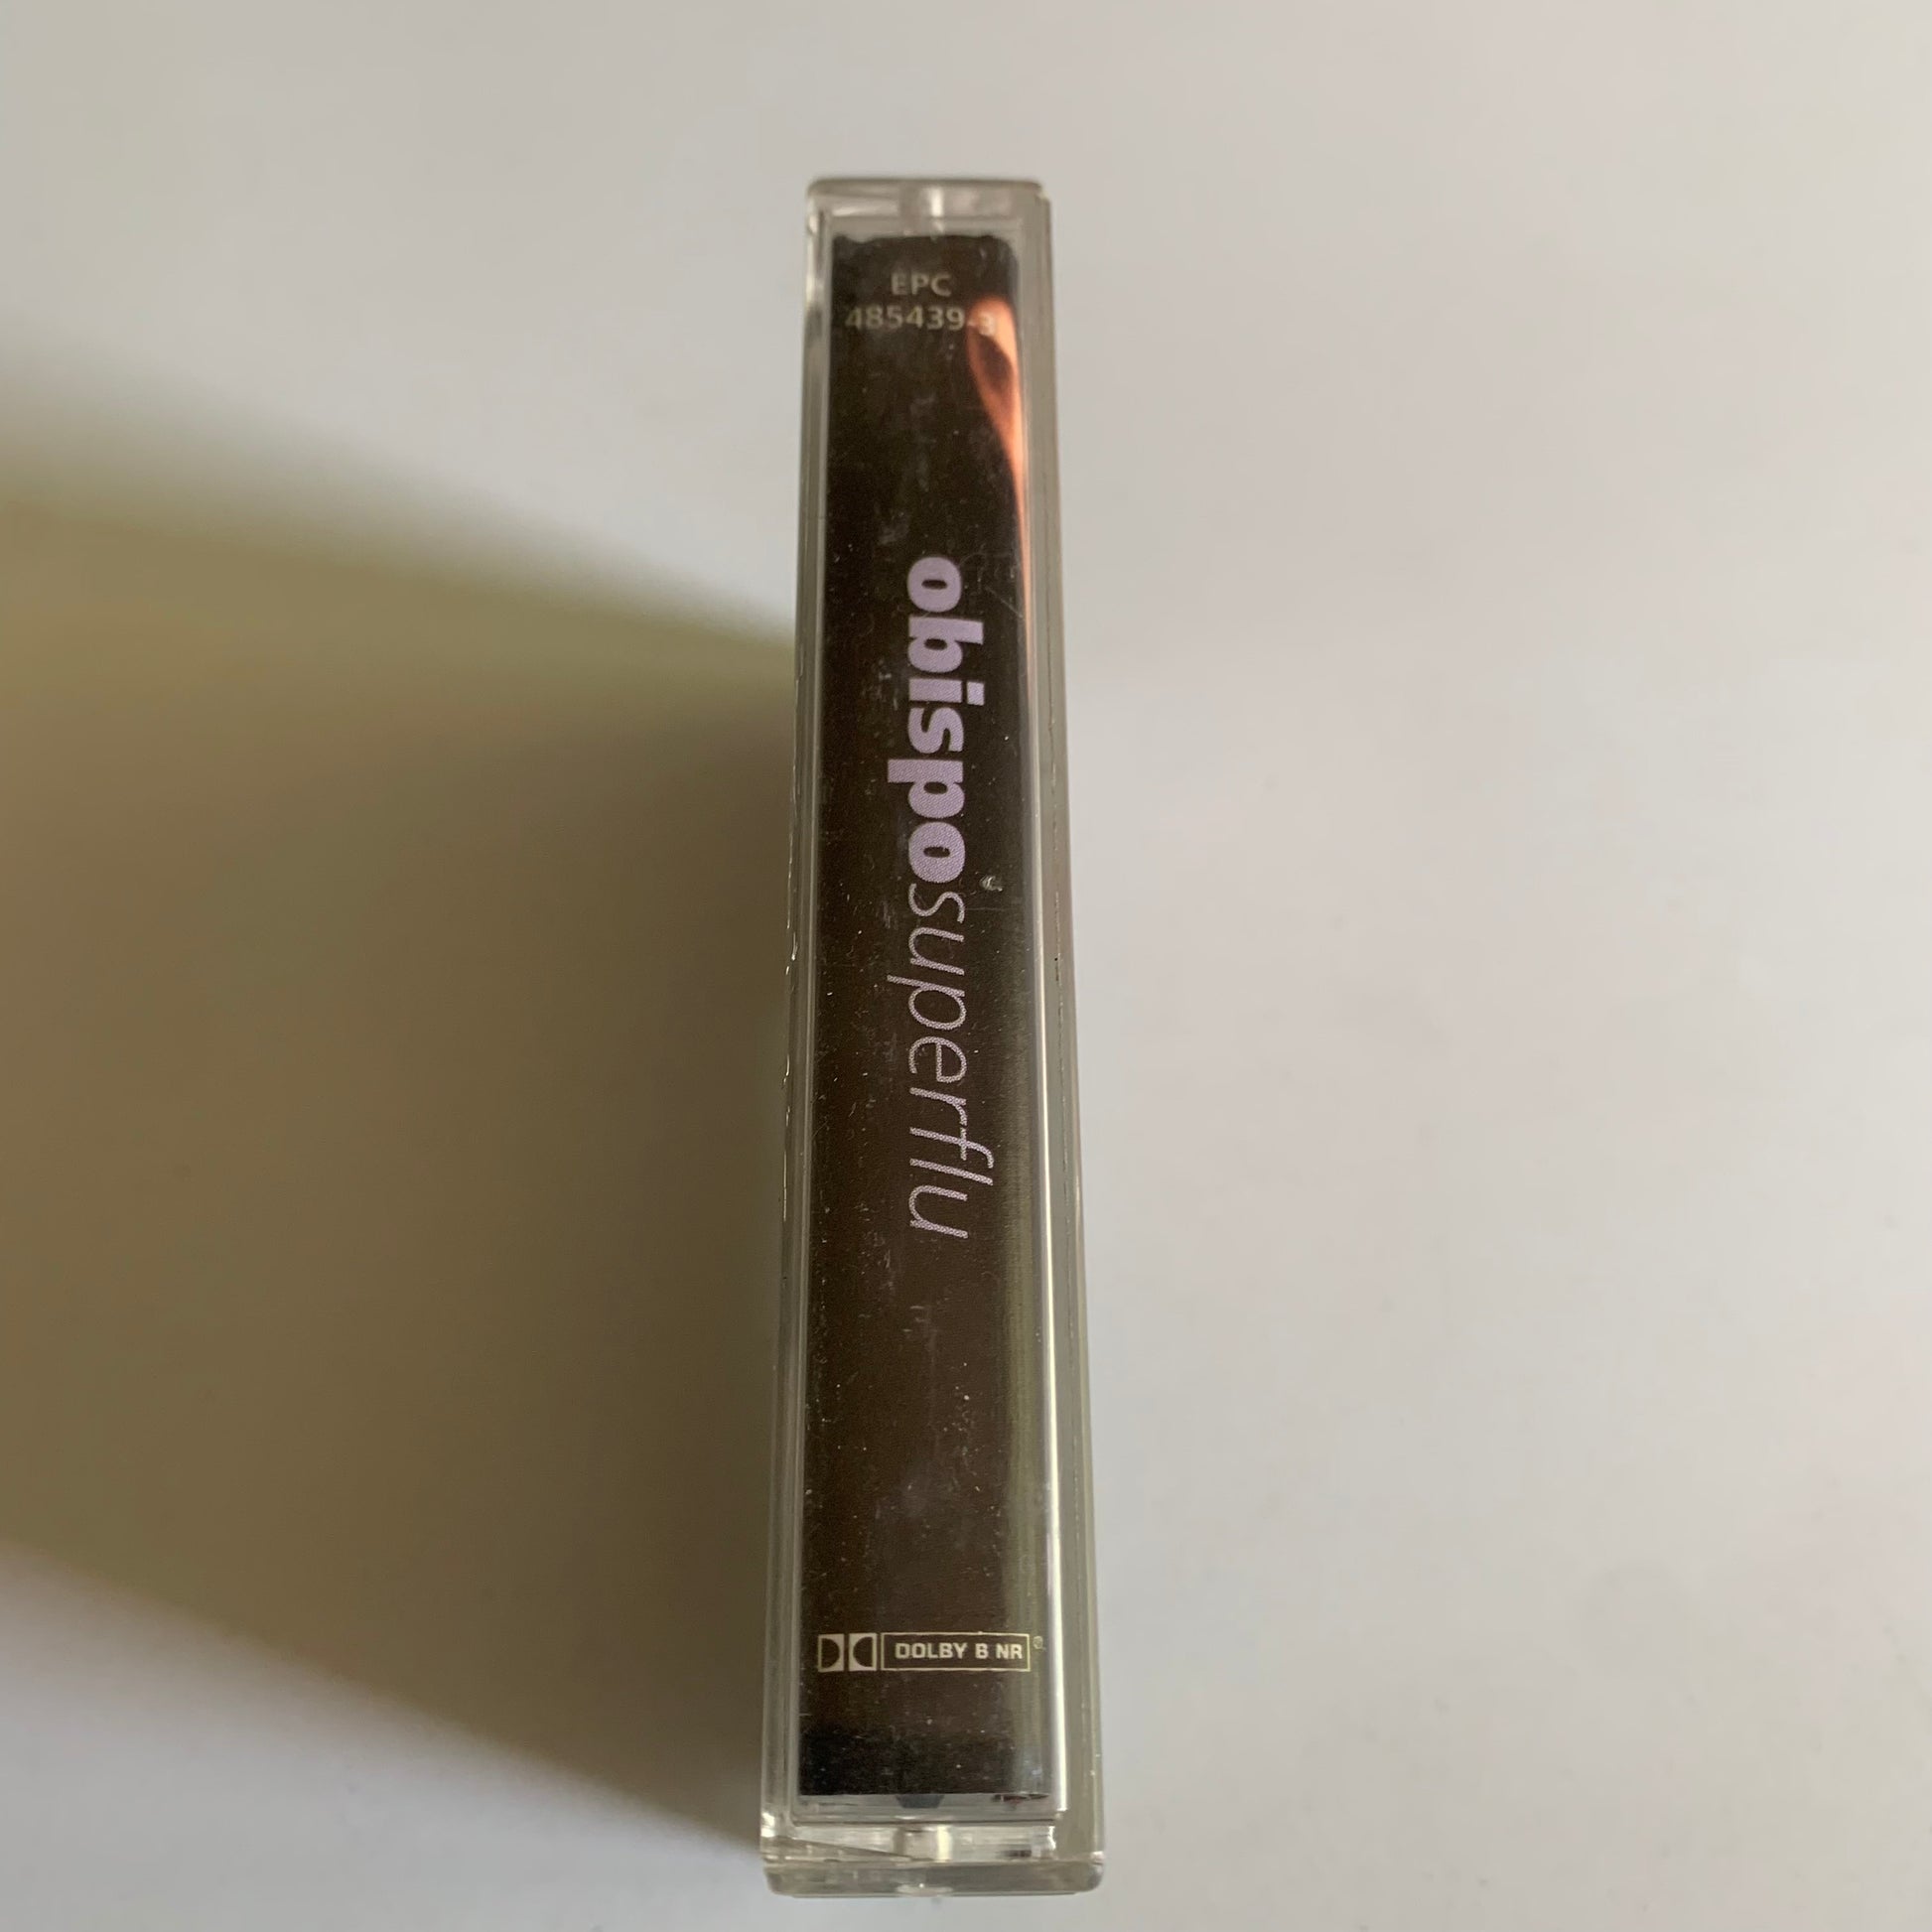 EPC
485439-3
obisposuperflu
DOLBY B NR